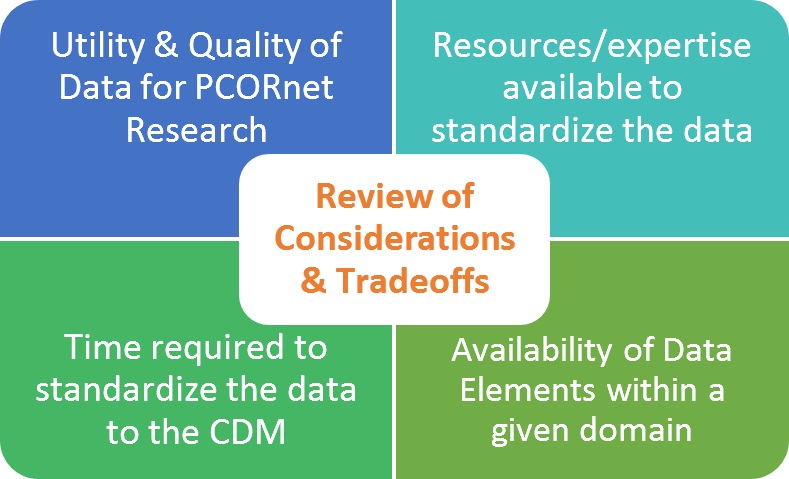 Utility & Quality of
Data for PCORnet
Research
Resources/expertise
available to
standardize the data
Review of
Considerations
& Tradeoffs
Time required to
standardize the data
to the CDM
Availability of Data
Elements within a
given domain